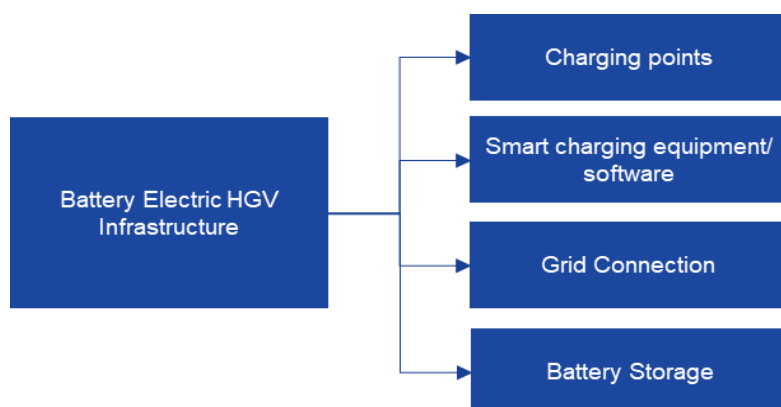 Battery Electric HGV
Infrastructure
Charging points
Smart charging equipment/
software
Grid Connection
Battery Storage